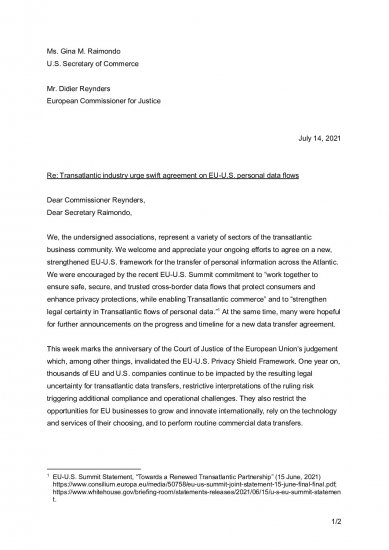 Ms. Gina M. Raimondo
U.S. Secretary of Commerce
Mr. Didier Reynders
European Commissioner for Justice
July 14, 2021
Re: Transatlantic industry urge swift agreement on EU-U.S. personal data flows
Dear Commissioner Reynders,
Dear Secretary Raimondo,
We, the undersigned associations, represent a variety of sectors of the transatlantic
business community. We welcome and appreciate your ongoing efforts to agree on a new,
strengthened EU-U.S. framework for the transfer of personal information across the Atlantic.
We were encouraged by the recent EU-U.S. Summit commitment to “work together to
ensure safe, secure, and trusted cross-border data flows that protect consumers and
enhance privacy protections, while enabling Transatlantic commerce” and to “strengthen
legal certainty in Transatlantic flows of personal data.”¹ At the same time, many were hopeful
for further announcements on the progress and timeline for a new data transfer agreement.
This week marks the anniversary of the Court of Justice of the European Union’s judgement
which, among other things, invalidated the EU-U.S. Privacy Shield Framework. One year on,
thousands of EU and U.S. companies continue to be impacted by the resulting legal
uncertainty for transatlantic data transfers, restrictive interpretations of the ruling risk
triggering additional compliance and operational challenges. They also restrict the
opportunities for EU businesses to grow and innovate internationally, rely on the technology
and services of their choosing, and to perform routine commercial data transfers.
¹ EU-U.S. Summit Statement, “Towards a Renewed Transatlantic Partnership” (15 June, 2021)
https://www.consilium.europa.eu/media/50758/eu-us-summit-joint-statement-15-june-final-final.pdf;
https://www.whitehouse.gov/briefing-room/statements-releases/2021/06/15/u-s-eu-summit-statemen
t.
1/2